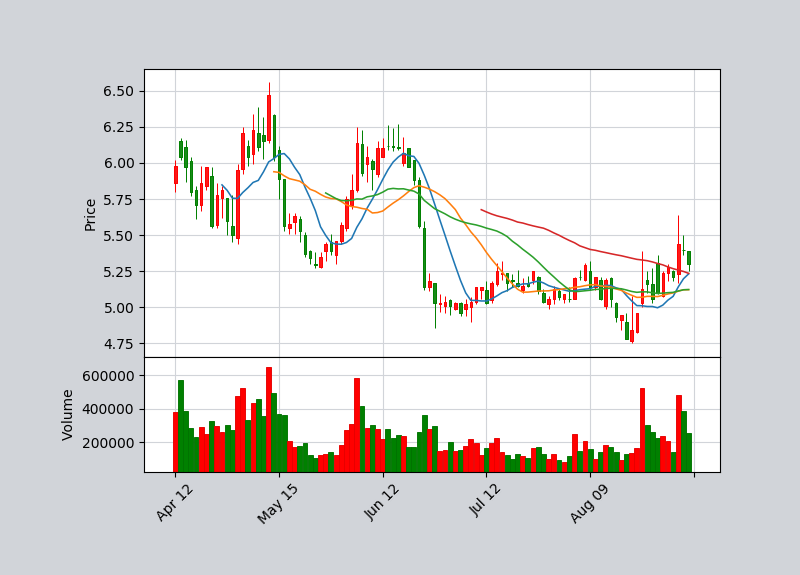 Price
6.50
6.25
6.00
5.75
5.50
5.25
5.00
4.75
Volume
600000
400000
200000
Apr 12
May 15
Jun 12
Jul 12
Aug 09